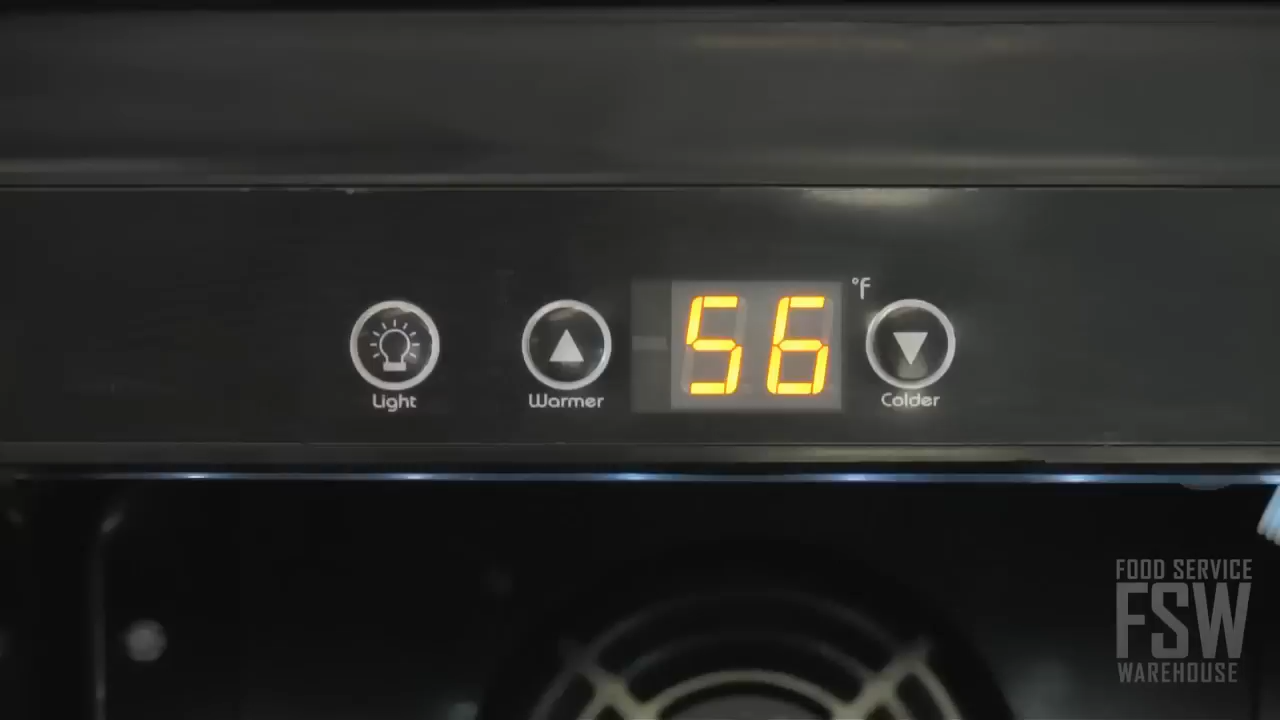 °F
56
Light
Warmer
Colder
FOOD SERVICE
FSW
WAREHOUSE